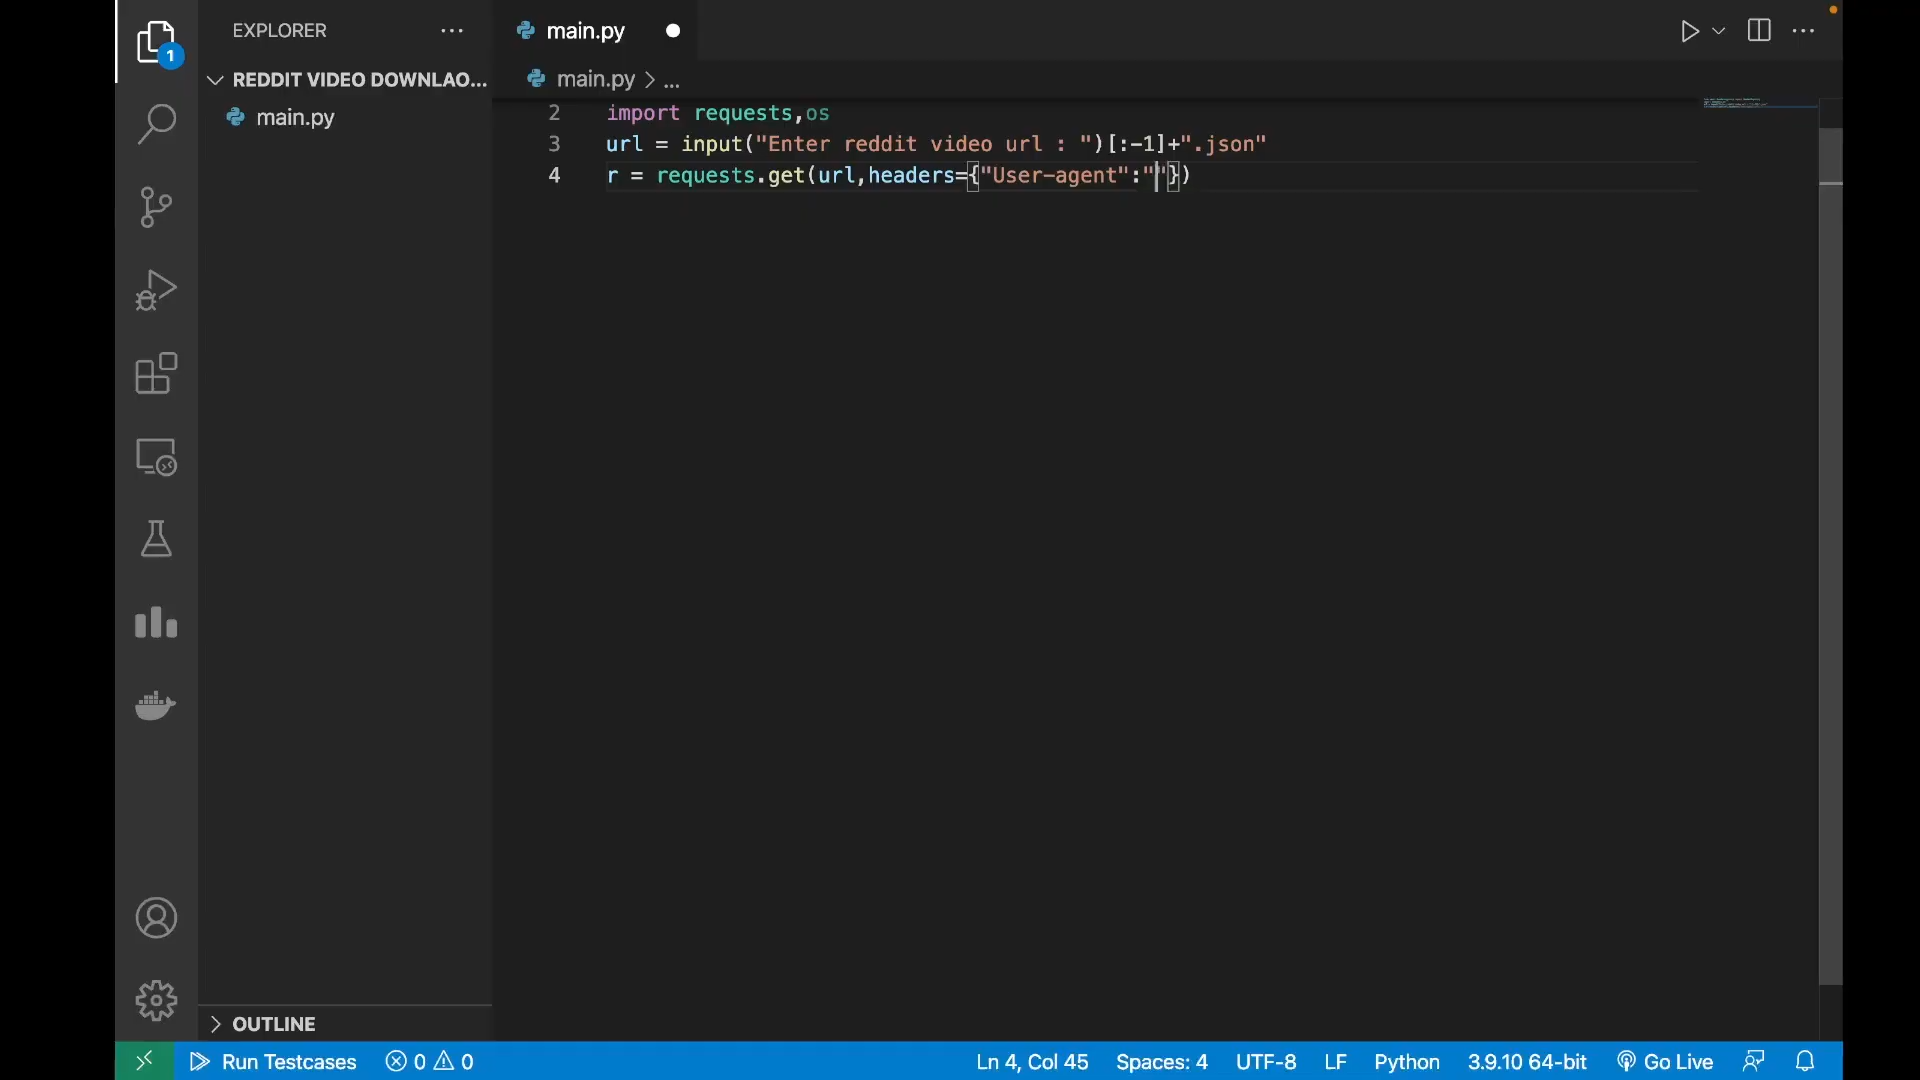 EXPLORER
main.py
1
REDDIT VIDEO DOWNLAO...
main.py
main.py > ...
2 import requests,os
3 url = input("Enter reddit video url : ")[:-1]+".json"
4 r = requests.get(url,headers={"User-agent":""})
OUTLINE
Run Testcases 0 0 Ln 4, Col 45 Spaces: 4 UTF-8 LF Python 3.9.10 64-bit Go Live